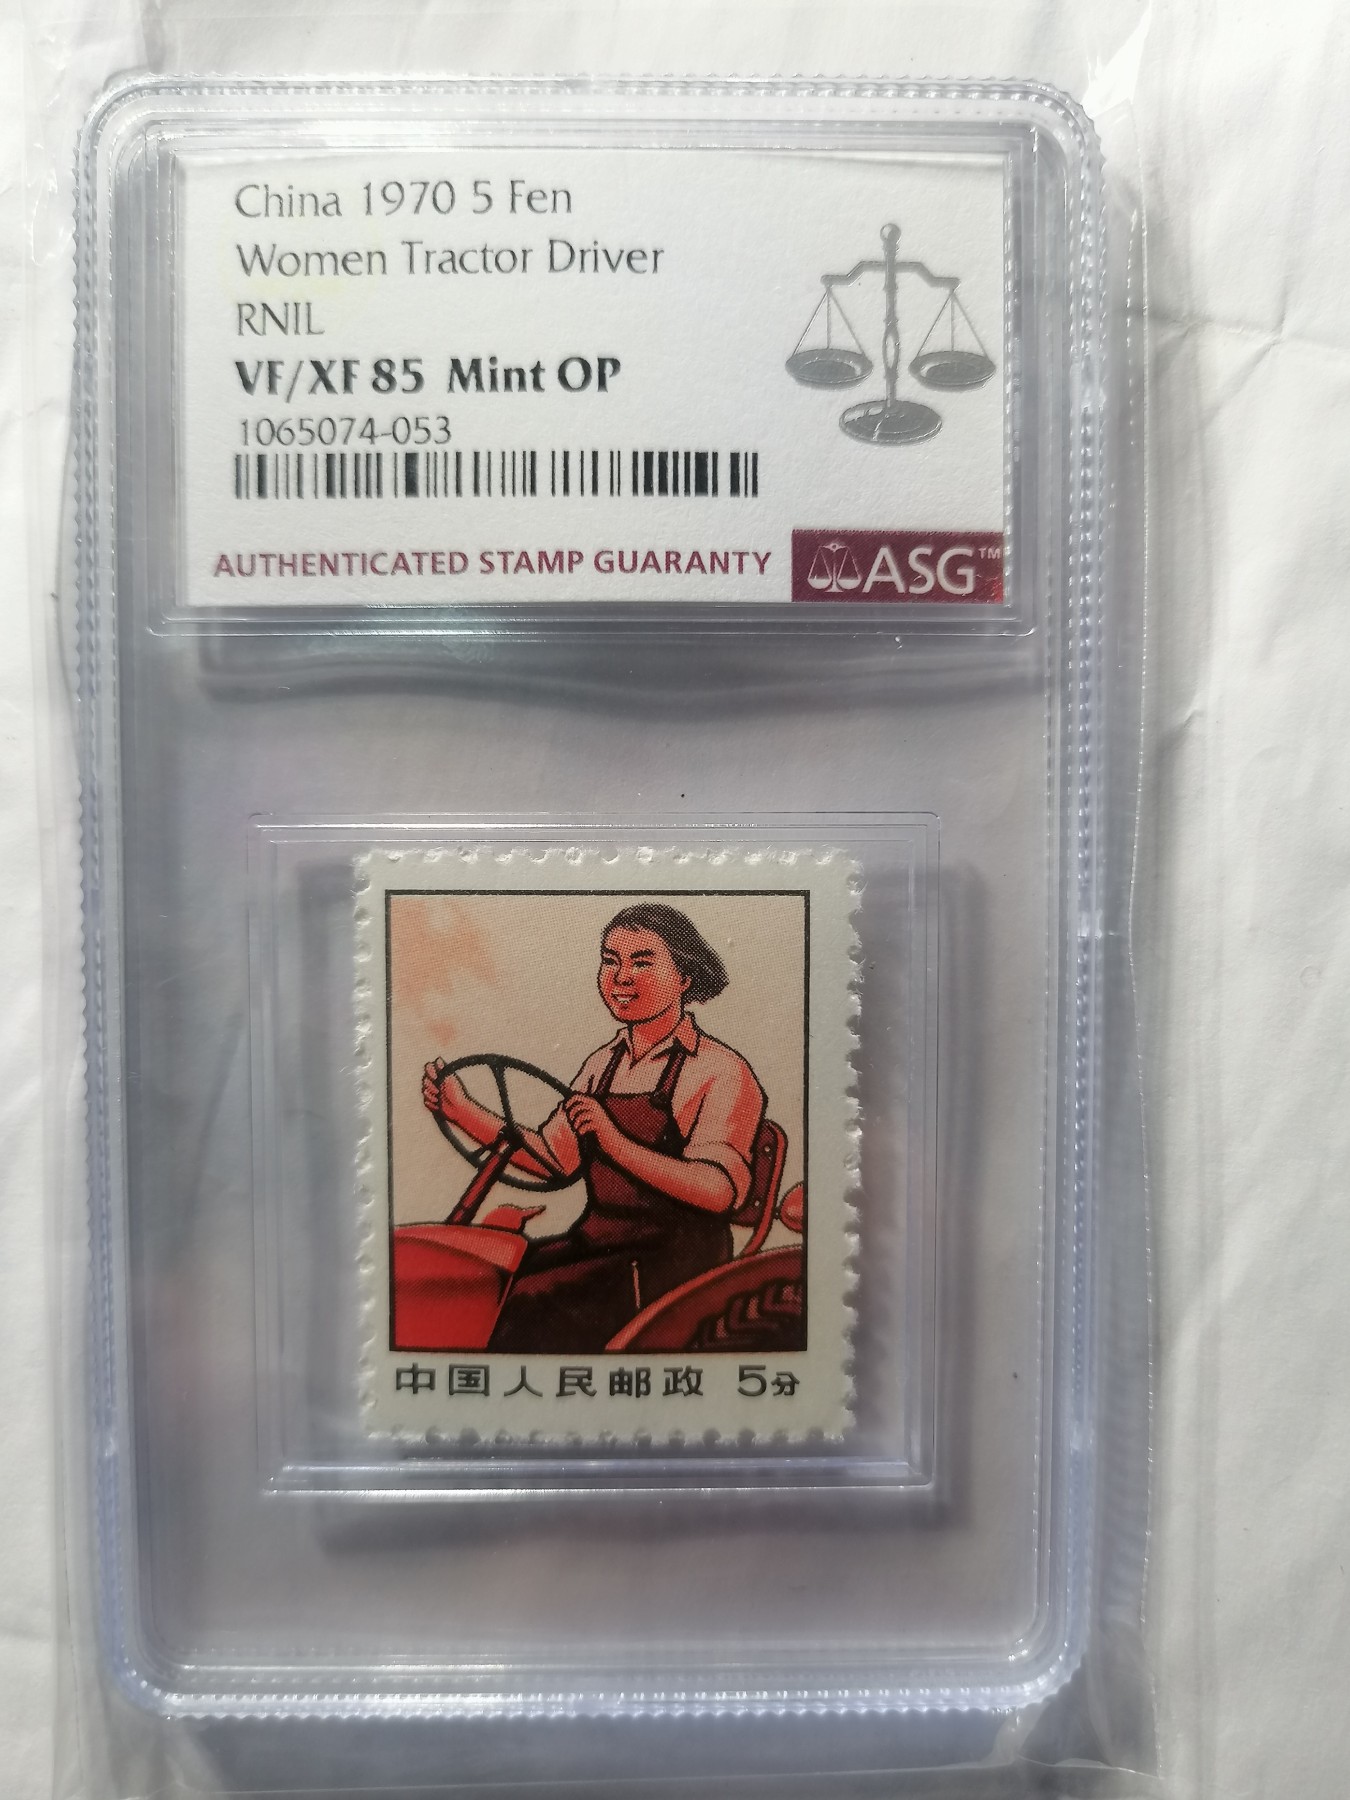 China 1970 5 Fen
Women Tractor Driver
RNIL
VF/XF 85 Mint OP
1065074-053
AUTHENTICATED STAMP GUARANTY
ASG™
中国人民邮政 5分